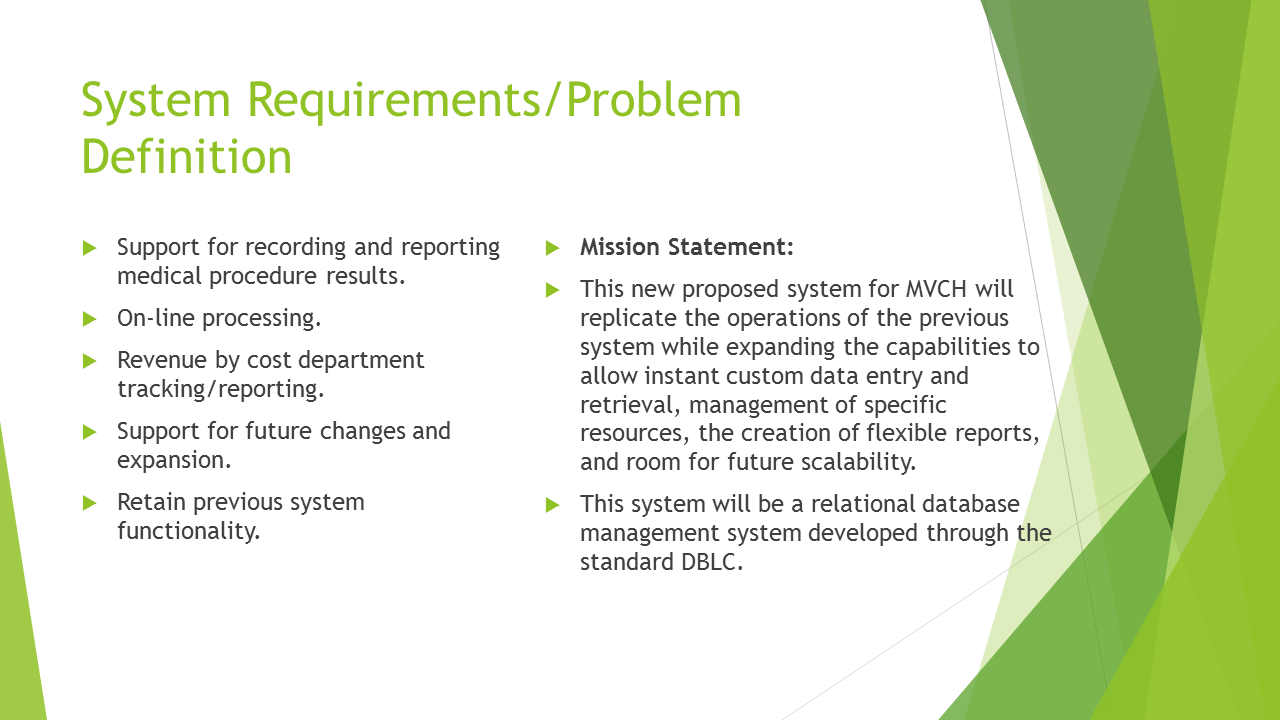 System Requirements/Problem
Definition
Support for recording and reporting
medical procedure results.
On-line processing.
Revenue by cost department
tracking/reporting.
Support for future changes and
expansion.
Retain previous system
functionality.
Mission Statement:
This new proposed system for MVCH will
replicate the operations of the previous
system while expanding the capabilities to
allow instant custom data entry and
retrieval, management of specific
resources, the creation of flexible reports,
and room for future scalability.
This system will be a relational database
management system developed through the
standard DBLC.